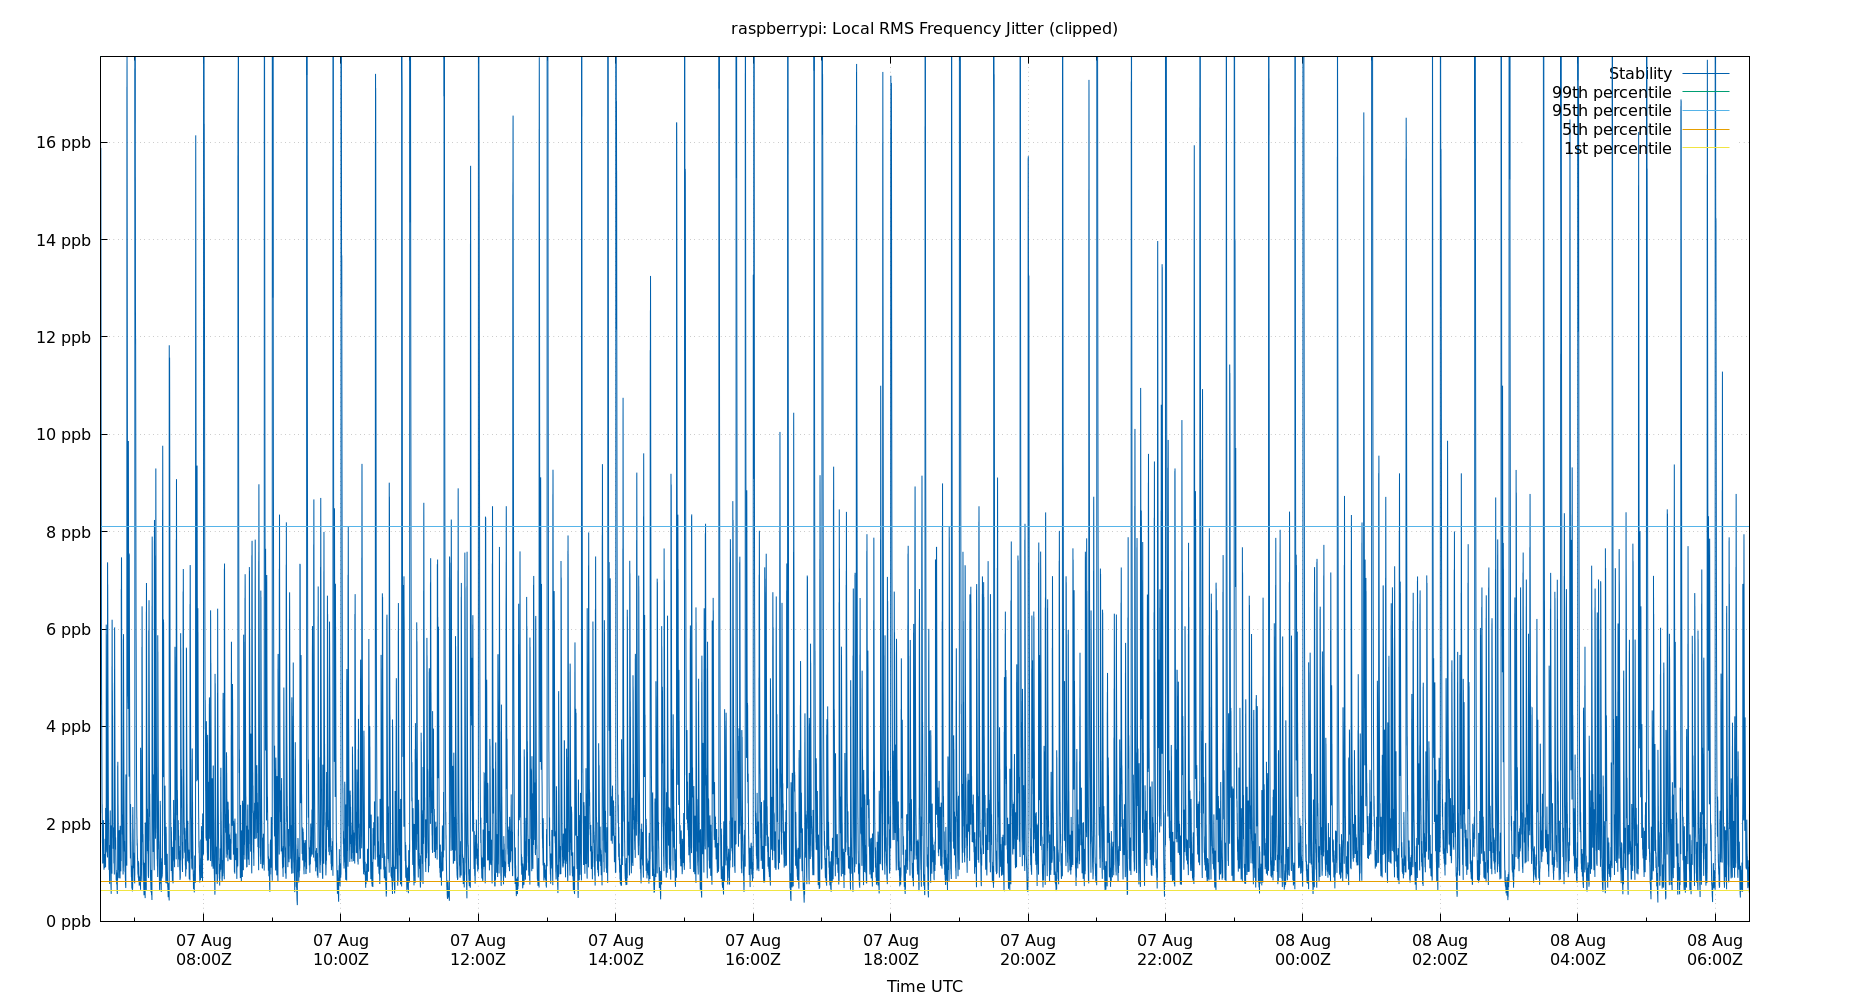 raspberrypi: Local RMS Frequency Jitter (clipped)
Stability
99th percentile
95th percentile
5th percentile
1st percentile
16 ppb
14 ppb
12 ppb
10 ppb
8 ppb
6 ppb
4 ppb
2 ppb
0 ppb
07 Aug 07 Aug 07 Aug 07 Aug 07 Aug 07 Aug 07 Aug 07 Aug 08 Aug 08 Aug 08 Aug 08 Aug
08:00Z 10:00Z 12:00Z 14:00Z 16:00Z 18:00Z 20:00Z 22:00Z 00:00Z 02:00Z 04:00Z 06:00Z
Time UTC